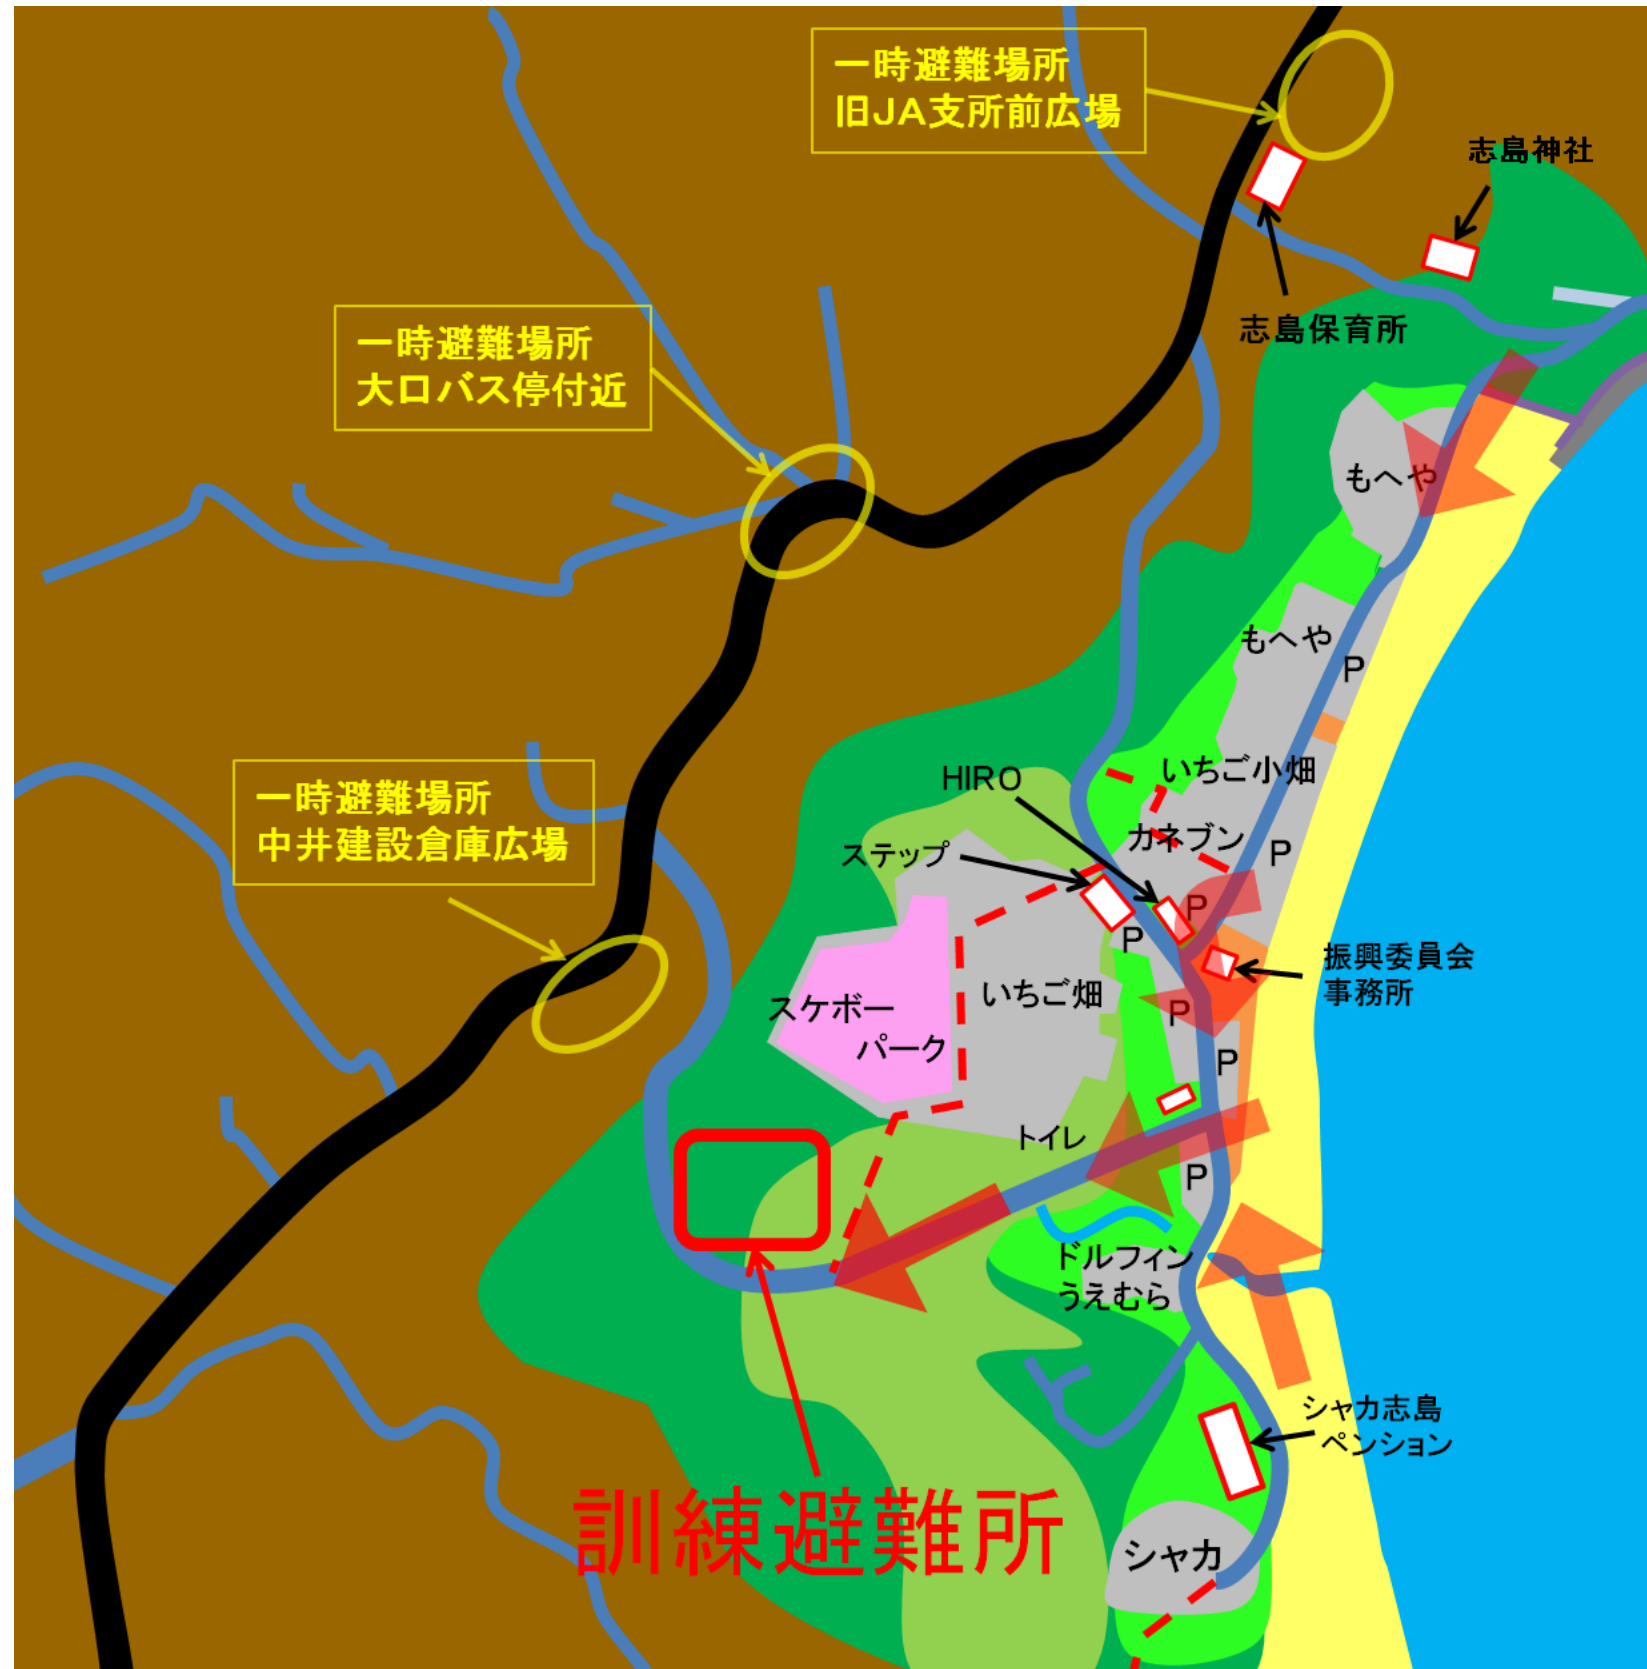 一時避難場所
旧JA支所前広場
志島神社
志島保育所
一時避難場所
大口バス停付近
もへや
もへや
P
一時避難場所
中井建設倉庫広場
HIRO
いちご小畑
カネブン
P
ステップ
P
P
振興委員会
事務所
いちご畑
スケボー
パーク
P
P
トイレ
P
ドルフィン
うえむら
シャカ志島
ペンション
訓練避難所
シャカ